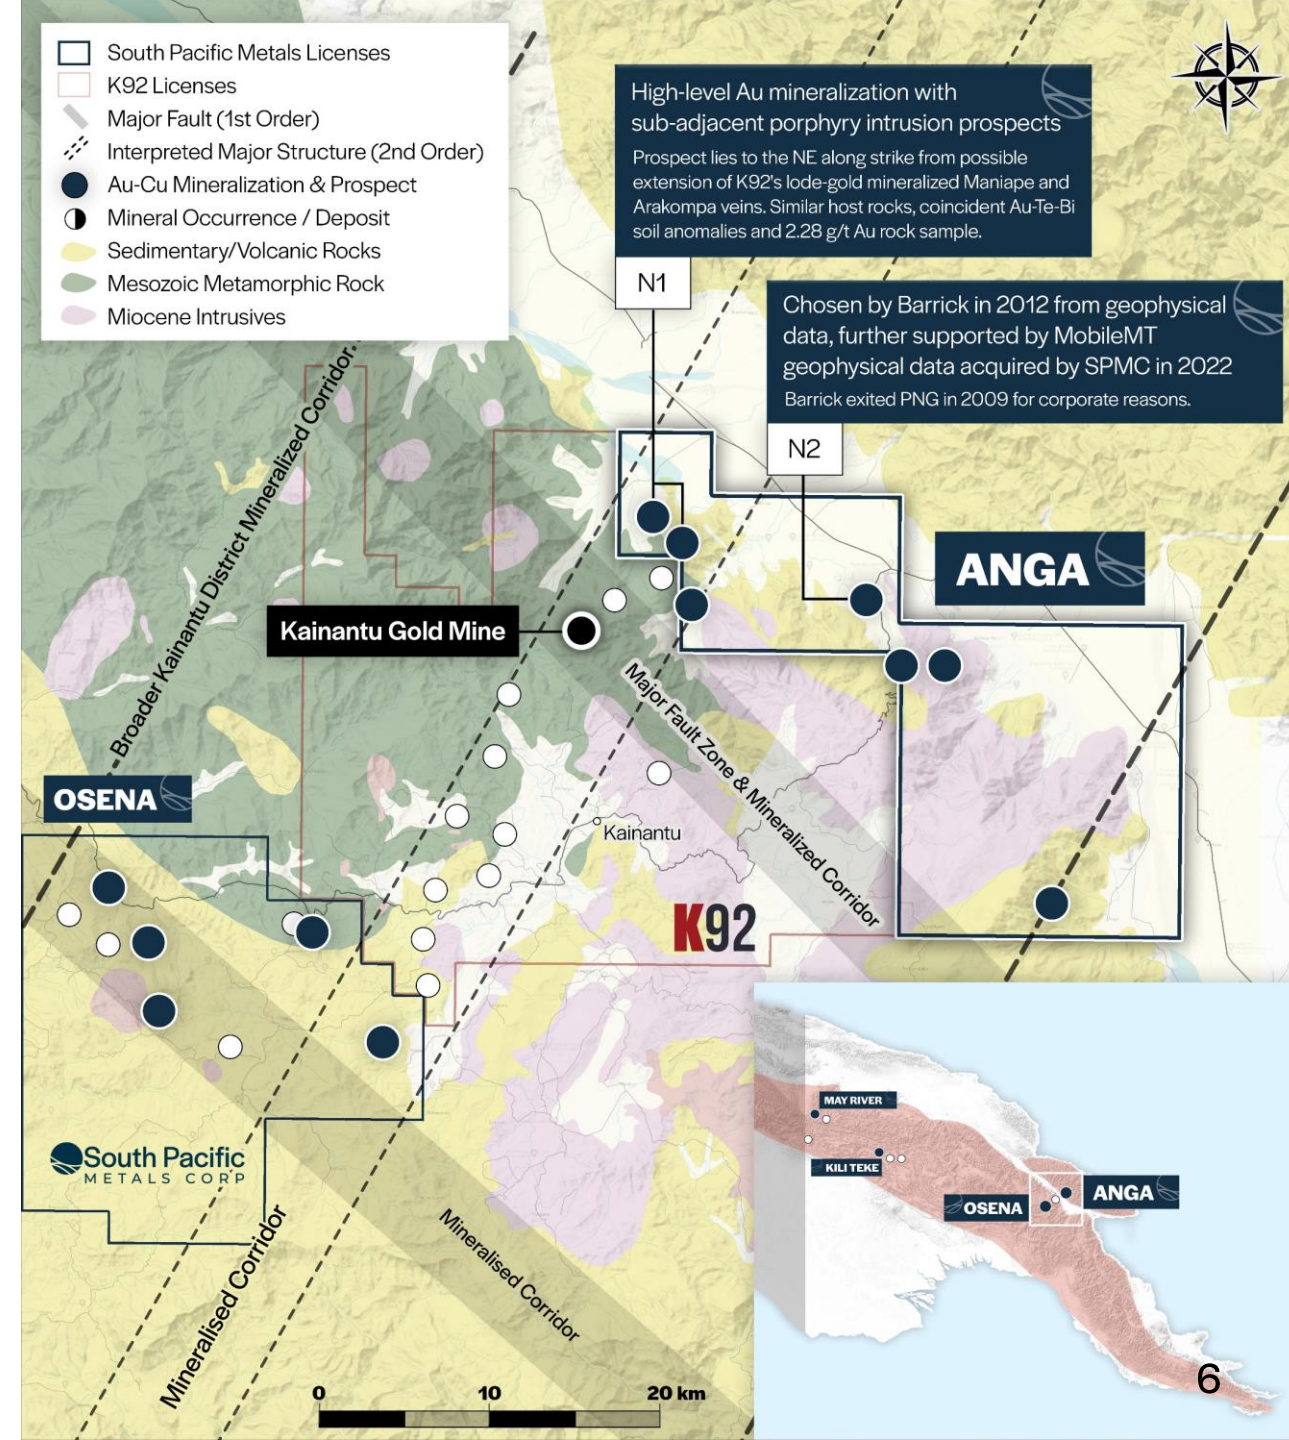 South Pacific Metals Licenses
K92 Licenses
Major Fault (1st Order)
Interpreted Major Structure (2nd Order)
Au-Cu Mineralization & Prospect
Mineral Occurrence / Deposit
Sedimentary/Volcanic Rocks
Mesozoic Metamorphic Rock
Miocene Intrusives
High-level Au mineralization with
sub-adjacent porphyry intrusion prospects
Prospect lies to the NE along strike from possible
extension of K92's lode-gold mineralized Maniape and
Arakompa veins. Similar host rocks, coincident Au-Te-Bi
soil anomalies and 2.28 g/t Au rock sample.
N1
Chosen by Barrick in 2012 from geophysical
data, further supported by MobileMT
geophysical data acquired by SPMC in 2022
Barrick exited PNG in 2009 for corporate reasons.
N2
Broader Kainantu District Mineralized Corridor
ANGA
Kainantu Gold Mine
Major Fault Zone & Mineralized Corridor
OSENA
Kainantu
K92
South Pacific
METALS CORP
Mineralised Corridor
Mineralised Corridor
0 10 20 km
MAY RIVER
KILI TEKE
OSENA
ANGA
6